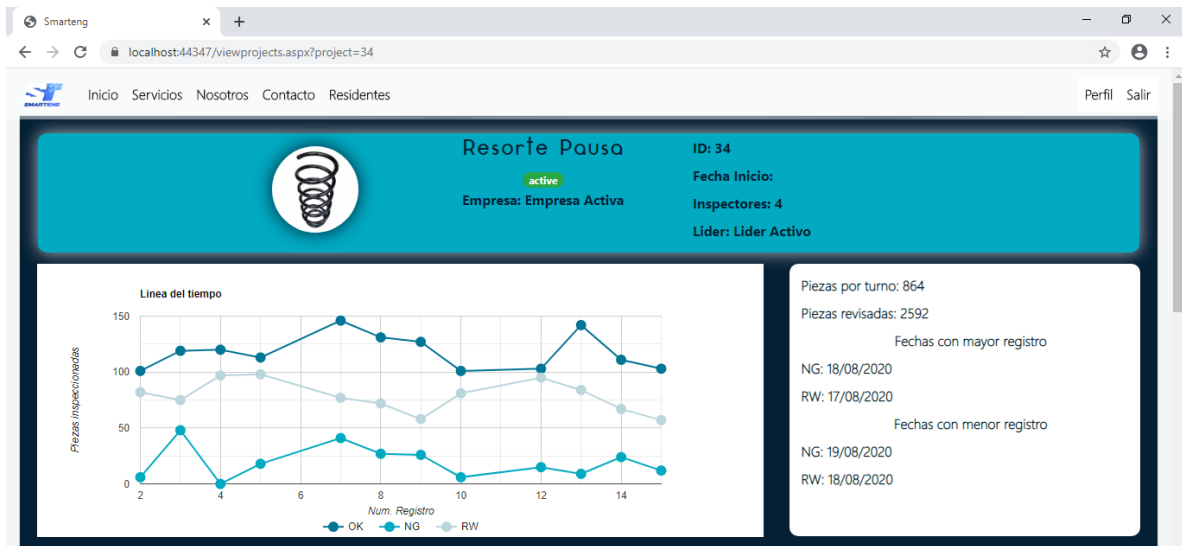 Smarteng
localhost:44347/viewprojects.aspx?project=34
SMARTENG
Inicio Servicios Nosotros Contacto Residentes Perfil Salir
Resorte Pausa
active
Empresa: Empresa Activa
ID: 34
Fecha Inicio:
Inspectores: 4
Lider: Lider Activo
Linea del tiempo
Piezas inspeccionadas
150
100
50
0
2 4 6 8 10 12 14
Num. Registro
OK NG RW
Piezas por turno: 864
Piezas revisadas: 2592
Fechas con mayor registro
NG: 18/08/2020
RW: 17/08/2020
Fechas con menor registro
NG: 19/08/2020
RW: 18/08/2020